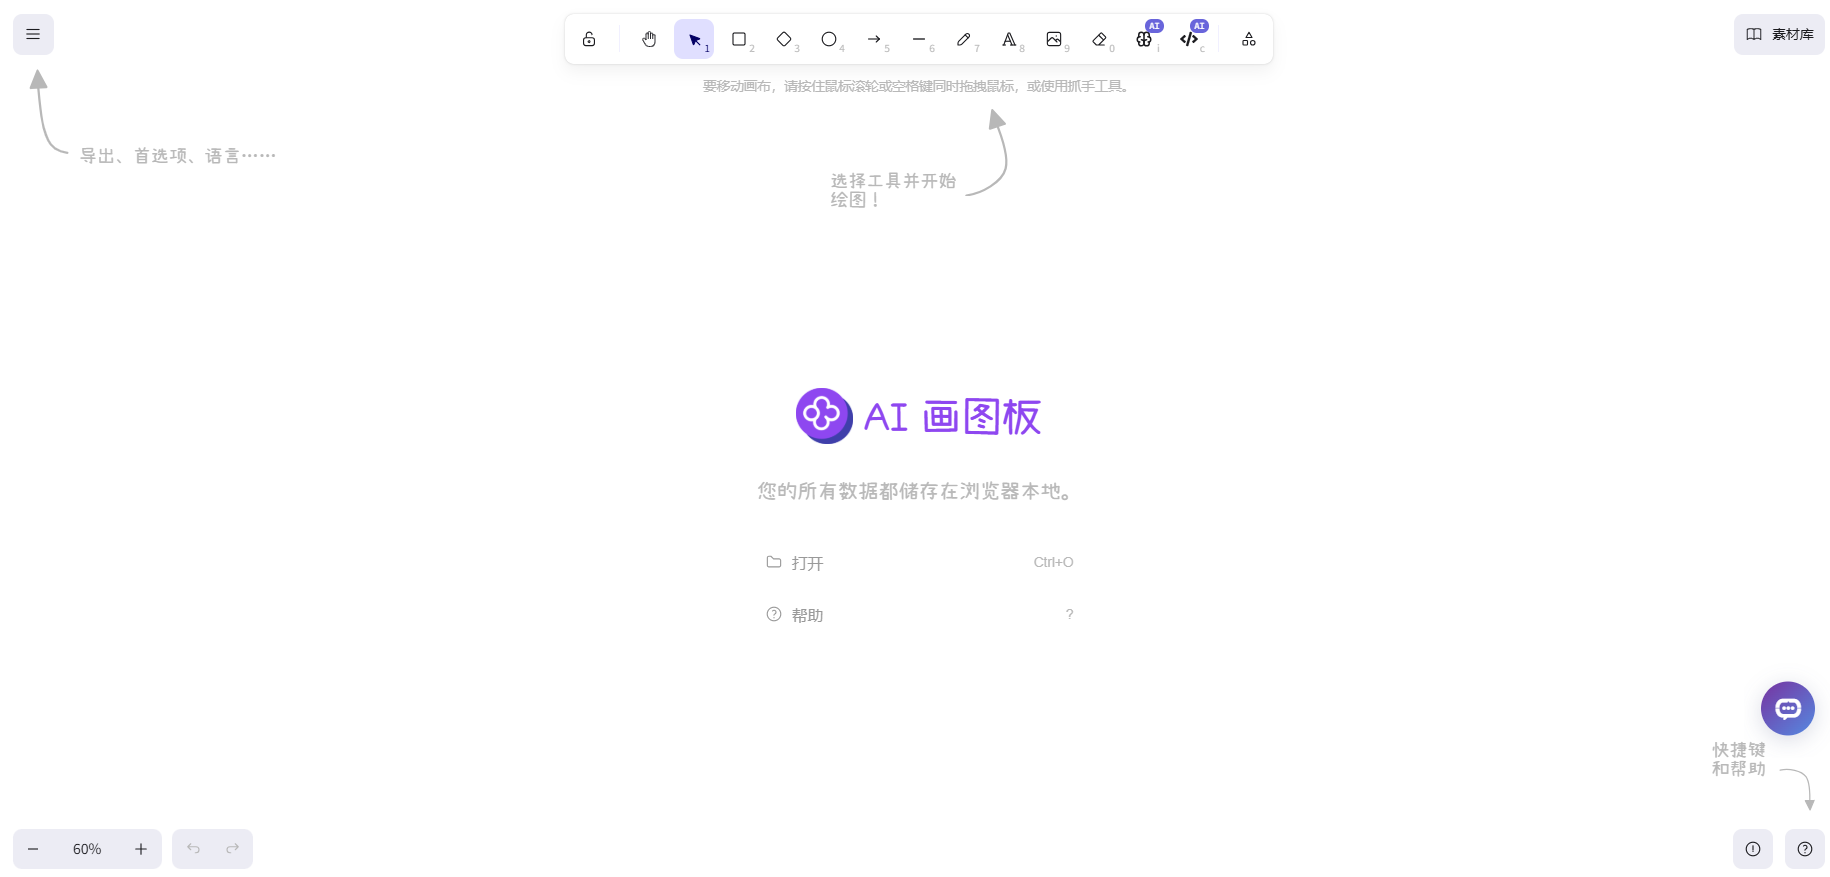 1
2
3
4
5
6
7
8
9
0
AI
i
AI
c
素材库
要移动画布，请按住鼠标滚轮或空格键同时拖拽鼠标，或使用抓手工具。
导出、首选项、语言……
选择工具并开始
绘图！
AI 画图板
您的所有数据都储存在浏览器本地。
打开 Ctrl+O
帮助 ?
快捷键
和帮助
60%